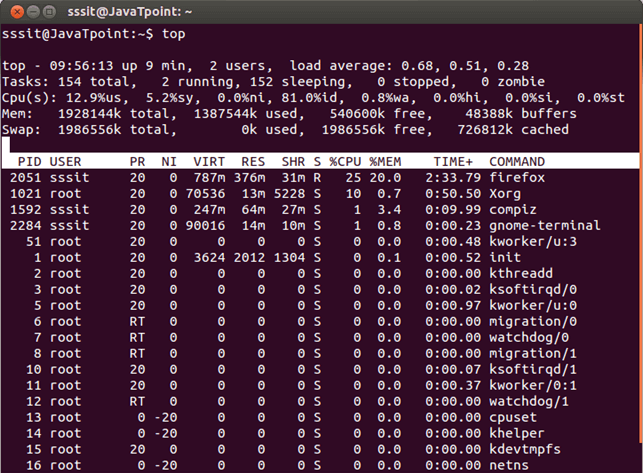 sssit@JavaTpoint: ~
sssit@JavaTpoint:~$ top
top - 09:56:13 up 9 min,  2 users,  load average: 0.68, 0.51, 0.28
Tasks: 154 total,   2 running, 152 sleeping,   0 stopped,   0 zombie
Cpu(s): 12.9%us,  5.2%sy,  0.0%ni, 81.0%id,  0.8%wa,  0.0%hi,  0.0%si,  0.0%st
Mem:   1928144k total,  1387544k used,   540600k free,    48388k buffers
Swap:  1986556k total,        0k used,  1986556k free,   726812k cached
PID USER      PR  NI  VIRT  RES  SHR S %CPU %MEM    TIME+  COMMAND
2051 sssit     20   0  787m 376m  31m R   25 20.0   2:33.79 firefox
1021 root      20   0 70536  13m 5228 S   10  0.7   0:50.50 Xorg
1592 sssit     20   0  247m  64m  27m S    1  3.4   0:09.99 compiz
2284 sssit     20   0 90016  14m  10m S    1  0.8   0:00.23 gnome-terminal
51 root      20   0     0    0    0 S    0  0.0   0:00.48 kworker/u:3
1 root      20   0  3624 2012 1304 S    0  0.1   0:00.52 init
2 root      20   0     0    0    0 S    0  0.0   0:00.00 kthreadd
3 root      20   0     0    0    0 S    0  0.0   0:00.02 ksoftirqd/0
5 root      20   0     0    0    0 S    0  0.0   0:00.97 kworker/u:0
6 root      RT   0     0    0    0 S    0  0.0   0:00.00 migration/0
7 root      RT   0     0    0    0 S    0  0.0   0:00.00 watchdog/0
8 root      RT   0     0    0    0 S    0  0.0   0:00.00 migration/1
10 root      20   0     0    0    0 S    0  0.0   0:00.07 ksoftirqd/1
11 root      20   0     0    0    0 S    0  0.0   0:00.37 kworker/0:1
12 root      RT   0     0    0    0 S    0  0.0   0:00.00 watchdog/1
13 root       0 -20     0    0    0 S    0  0.0   0:00.00 cpuset
14 root       0 -20     0    0    0 S    0  0.0   0:00.00 khelper
15 root      20   0     0    0    0 S    0  0.0   0:00.00 kdevtmpfs
16 root       0 -20     0    0    0 S    0  0.0   0:00.00 netns